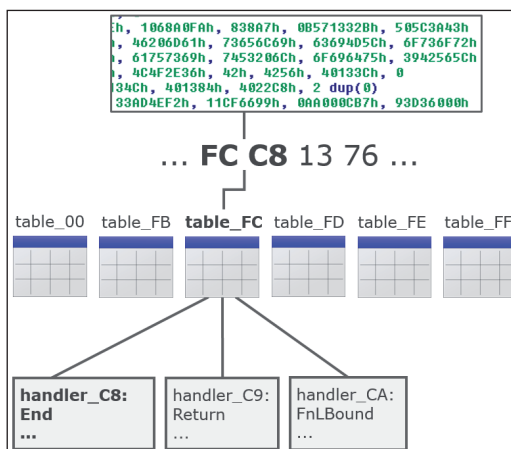 h, 1068A0FAh, 838A7h, 0B571332Bh, 505C3A43h
h, 46206D61h, 73656C69h, 63694D5Ch, 6F736F72h
h, 61757369h, 7453206Ch, 6F696475h, 3942565Ch
h, 4C4F2E36h, 42h, 4256h, 40133Ch, 0
134Ch, 401384h, 4022C8h, 2 dup(0)
33AD4EF2h, 11CF6699h, 0AA000CB7h, 93D36000h
... FC C8 13 76 ...
table_00 table_FB table_FC table_FD table_FE table_FF
handler_C8: handler_C9: handler_CA:
End Return FnLBound
... ... ...